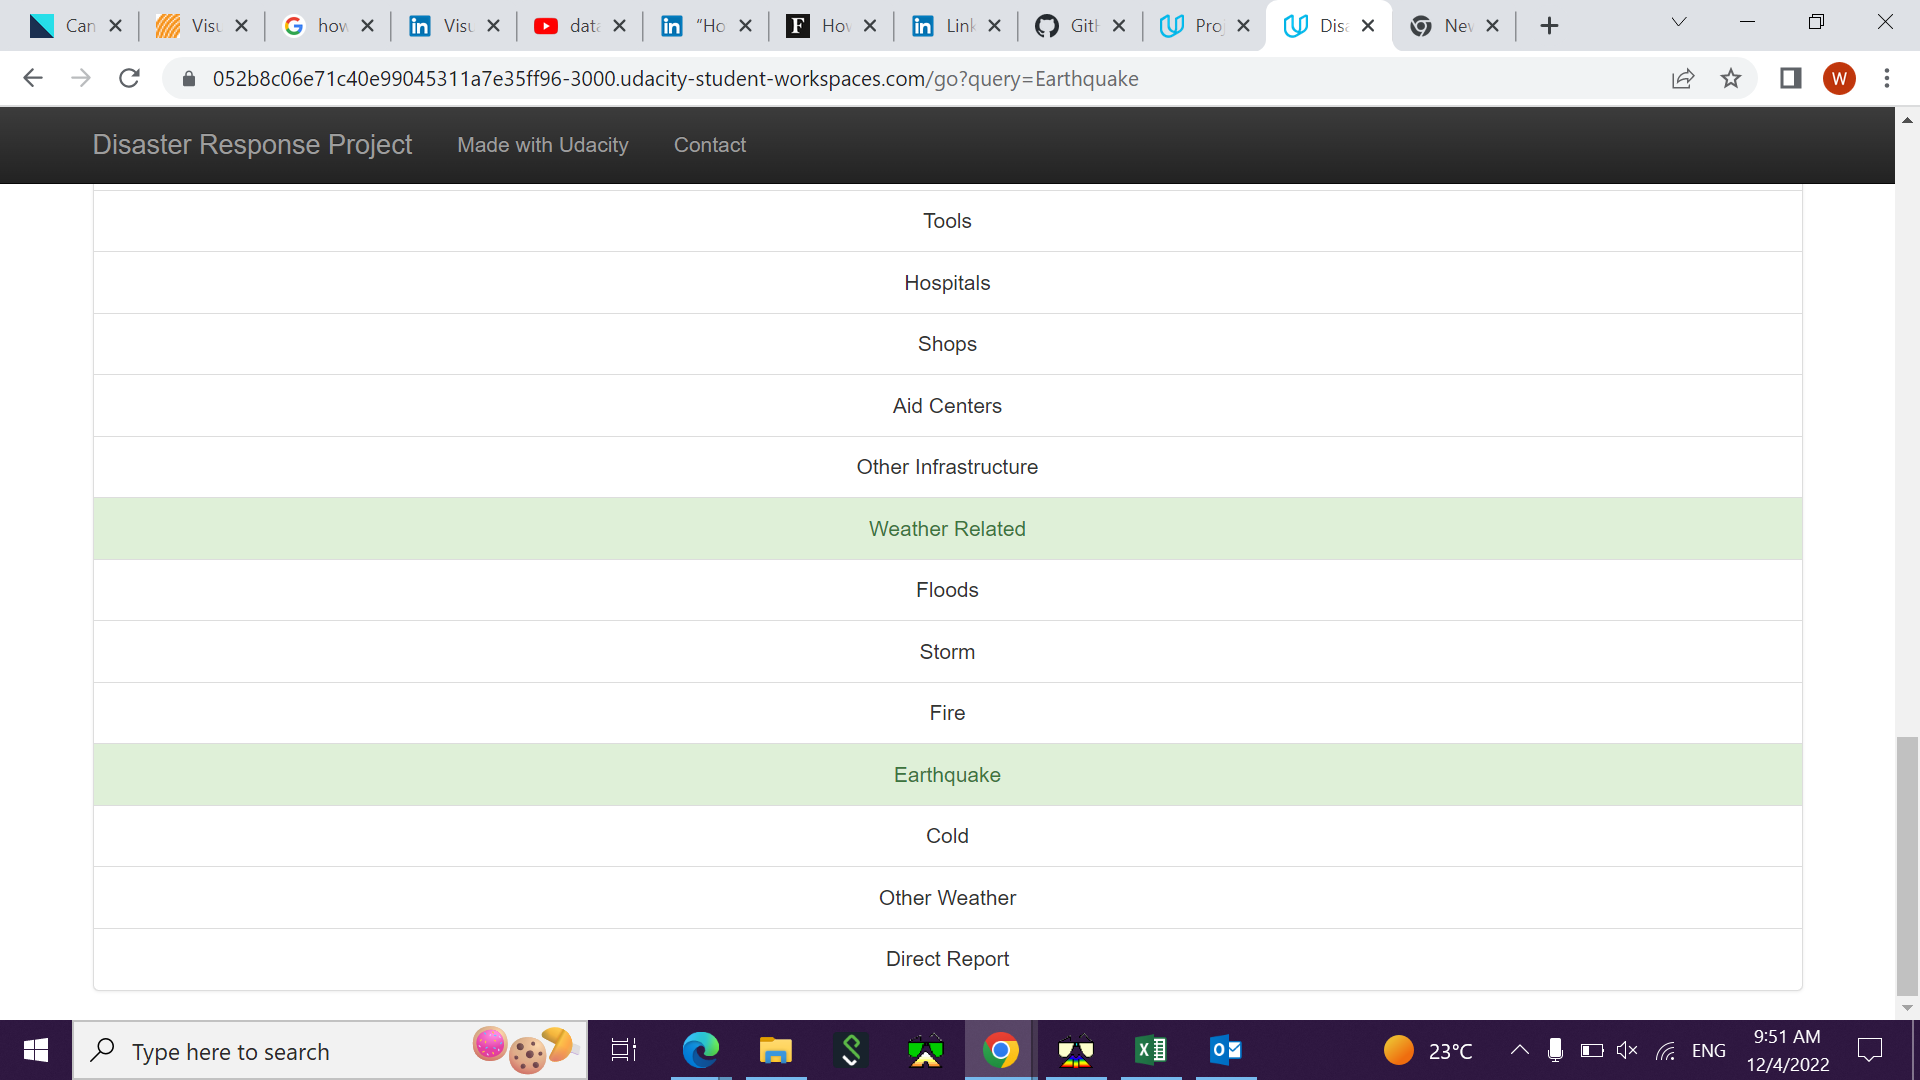 Can
Visu
how
Visu
data
"Ho
How
Link
Gith
Proj
Disa
New
052b8c06e71c40e99045311a7e35ff96-3000.udacity-student-workspaces.com/go?query=Earthquake
W
Disaster Response Project Made with Udacity Contact
Tools
Hospitals
Shops
Aid Centers
Other Infrastructure
Weather Related
Floods
Storm
Fire
Earthquake
Cold
Other Weather
Direct Report
Type here to search
23°C
ENG
9:51 AM
12/4/2022